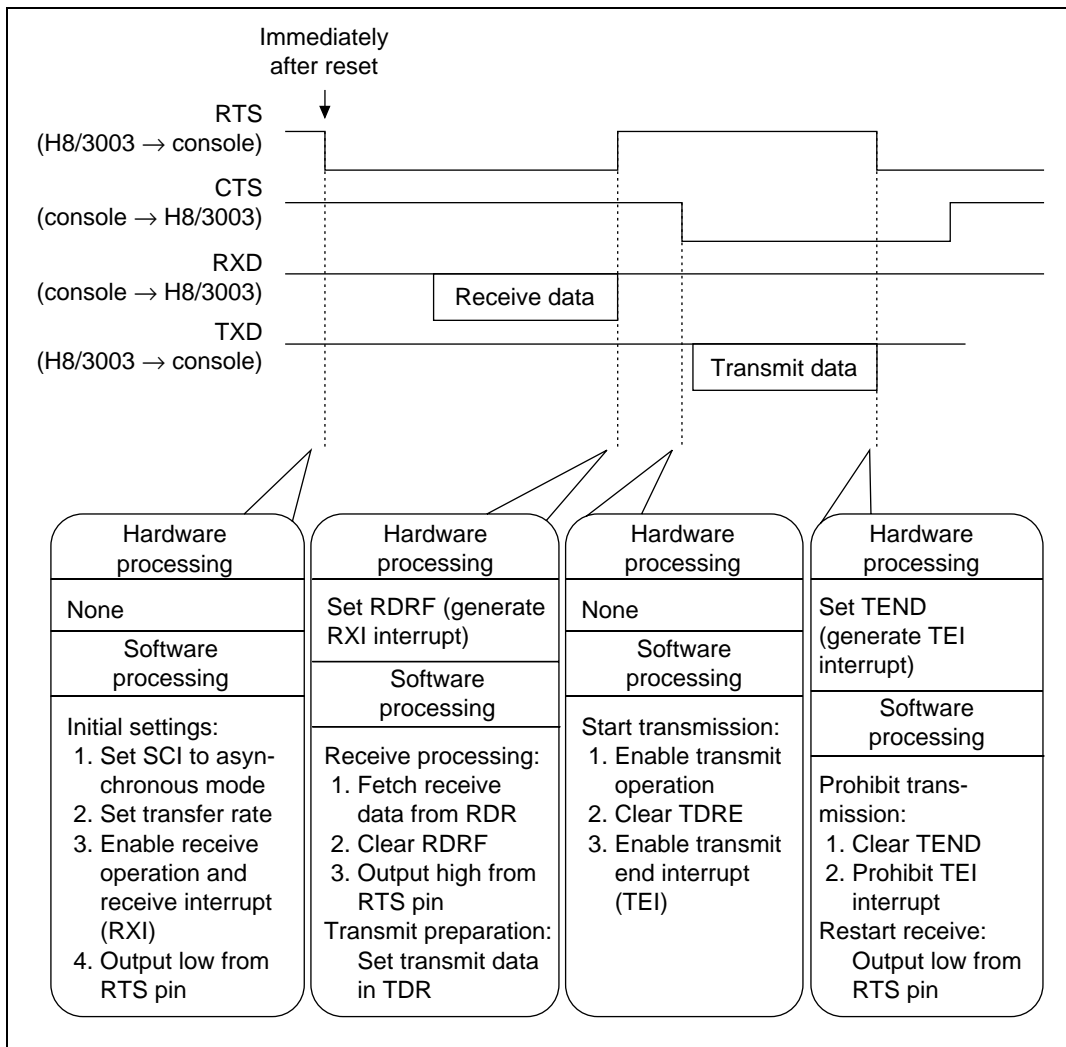 Immediately
after reset
RTS
(H8/3003 → console)
CTS
(console → H8/3003)
RXD
(console → H8/3003)
Receive data
TXD
(H8/3003 → console)
Transmit data
Hardware
processing
None
Software
processing
Initial settings:
1. Set SCI to asyn-
chronous mode
2. Set transfer rate
3. Enable receive
operation and
receive interrupt
(RXI)
4. Output low from
RTS pin
Hardware
processing
Set RDRF (generate
RXI interrupt)
Software
processing
Receive processing:
1. Fetch receive
data from RDR
2. Clear RDRF
3. Output high from
RTS pin
Transmit preparation:
Set transmit data
in TDR
Hardware
processing
None
Software
processing
Start transmission:
1. Enable transmit
operation
2. Clear TDRE
3. Enable transmit
end interrupt
(TEI)
Hardware
processing
Set TEND
(generate TEI
interrupt)
Software
processing
Prohibit trans-
mission:
1. Clear TEND
2. Prohibit TEI
interrupt
Restart receive:
Output low from
RTS pin